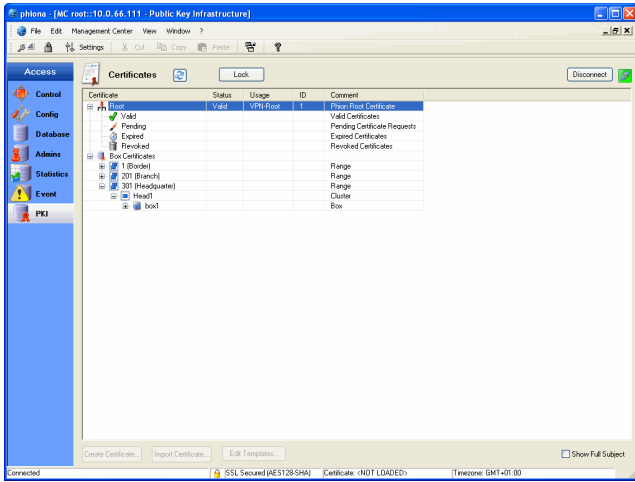 phiona - [MC root::10.0.66.111 - Public Key Infrastructure]
File Edit Management Center View Window ?
Settings Cut Copy Paste
Access
Control
Config
Database
Admins
Statistics
Event
PKI
Certificates Lock Disconnect
Certificate Status Usage ID Comment
Root Valid VPN-Root 1 Phion Root Certificate
Valid Valid Certificates
Pending Pending Certificate Requests
Expired Expired Certificates
Revoked Revoked Certificates
Box Certificates
1 (Border) Range
201 (Branch) Range
301 (Headquarter) Range
Head1 Cluster
box1 Box
Create Certificate... Import Certificate... Edit Templates... Show Full Subject
Connected SSL Secured (AES128-SHA) Certificate: <NOT LOADED> Timezone: GMT+01:00